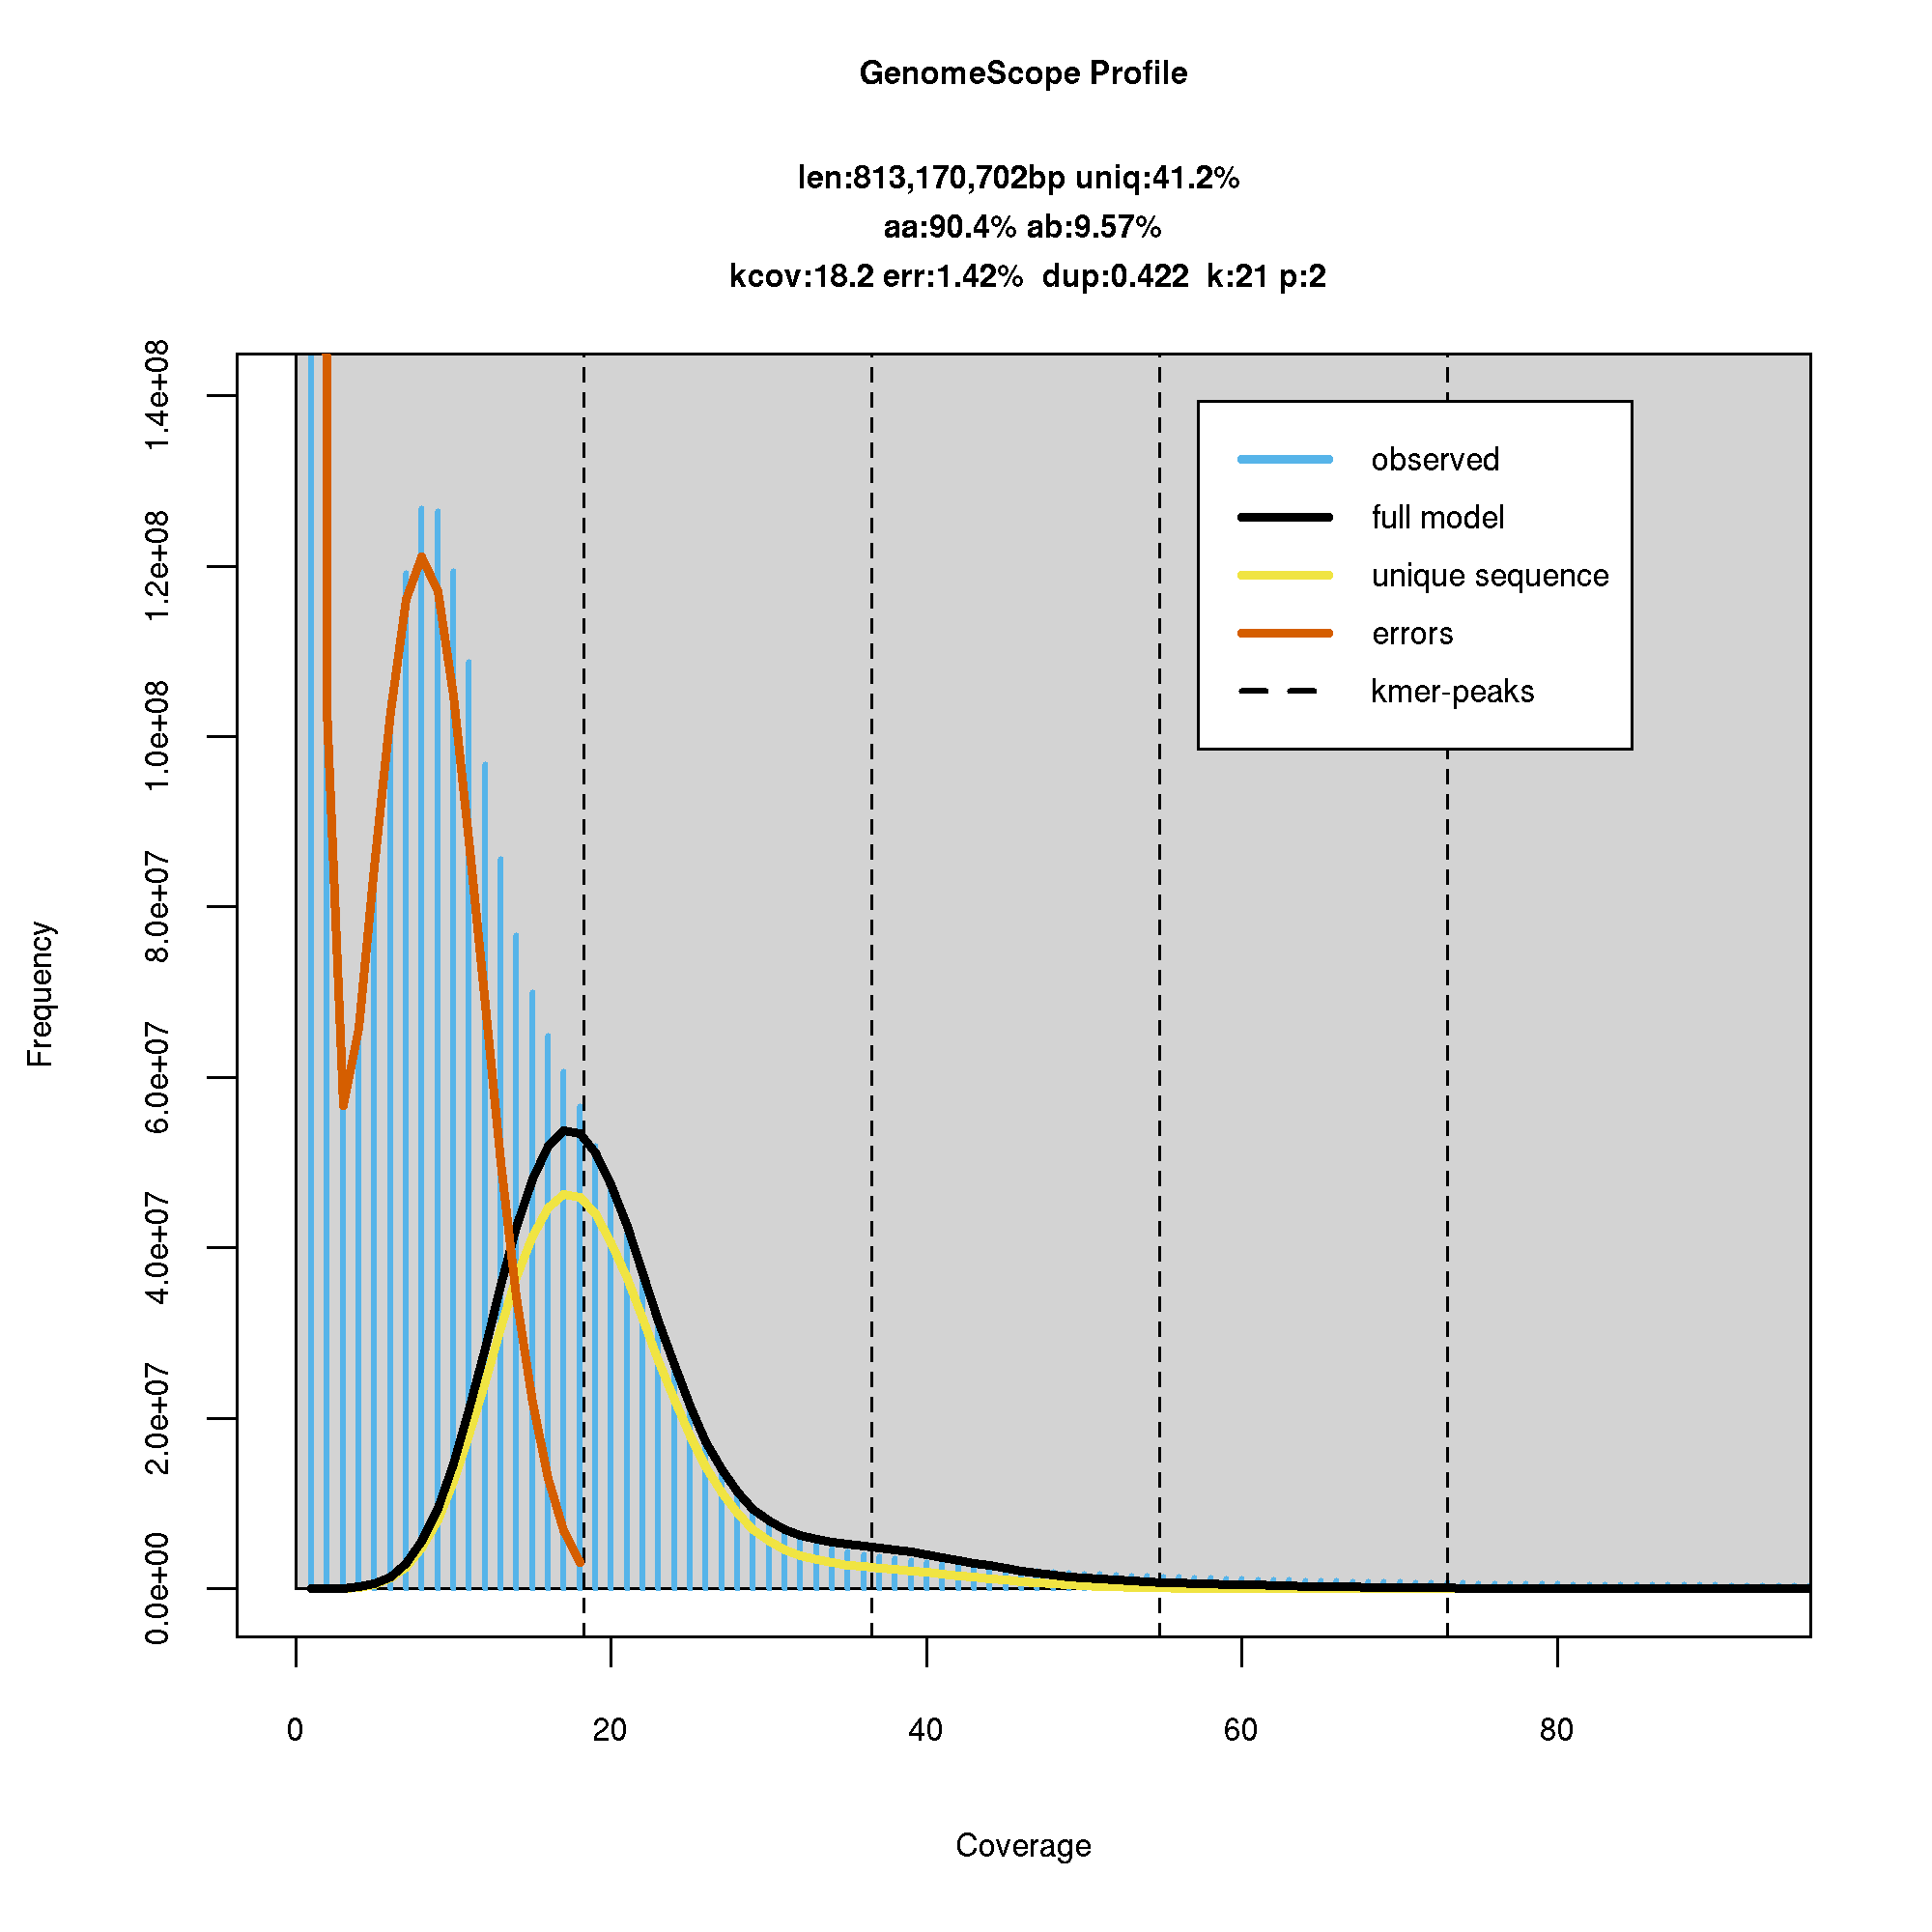 GenomeScope Profile
len:813,170,702bp uniq:41.2%
aa:90.4% ab:9.57%
kcov:18.2 err:1.42% dup:0.422 k:21 p:2
1.4e+08
1.2e+08
1.0e+08
8.0e+07
6.0e+07
4.0e+07
2.0e+07
0.0e+00
Frequency
observed
full model
unique sequence
errors
kmer-peaks
0 20 40 60 80
Coverage